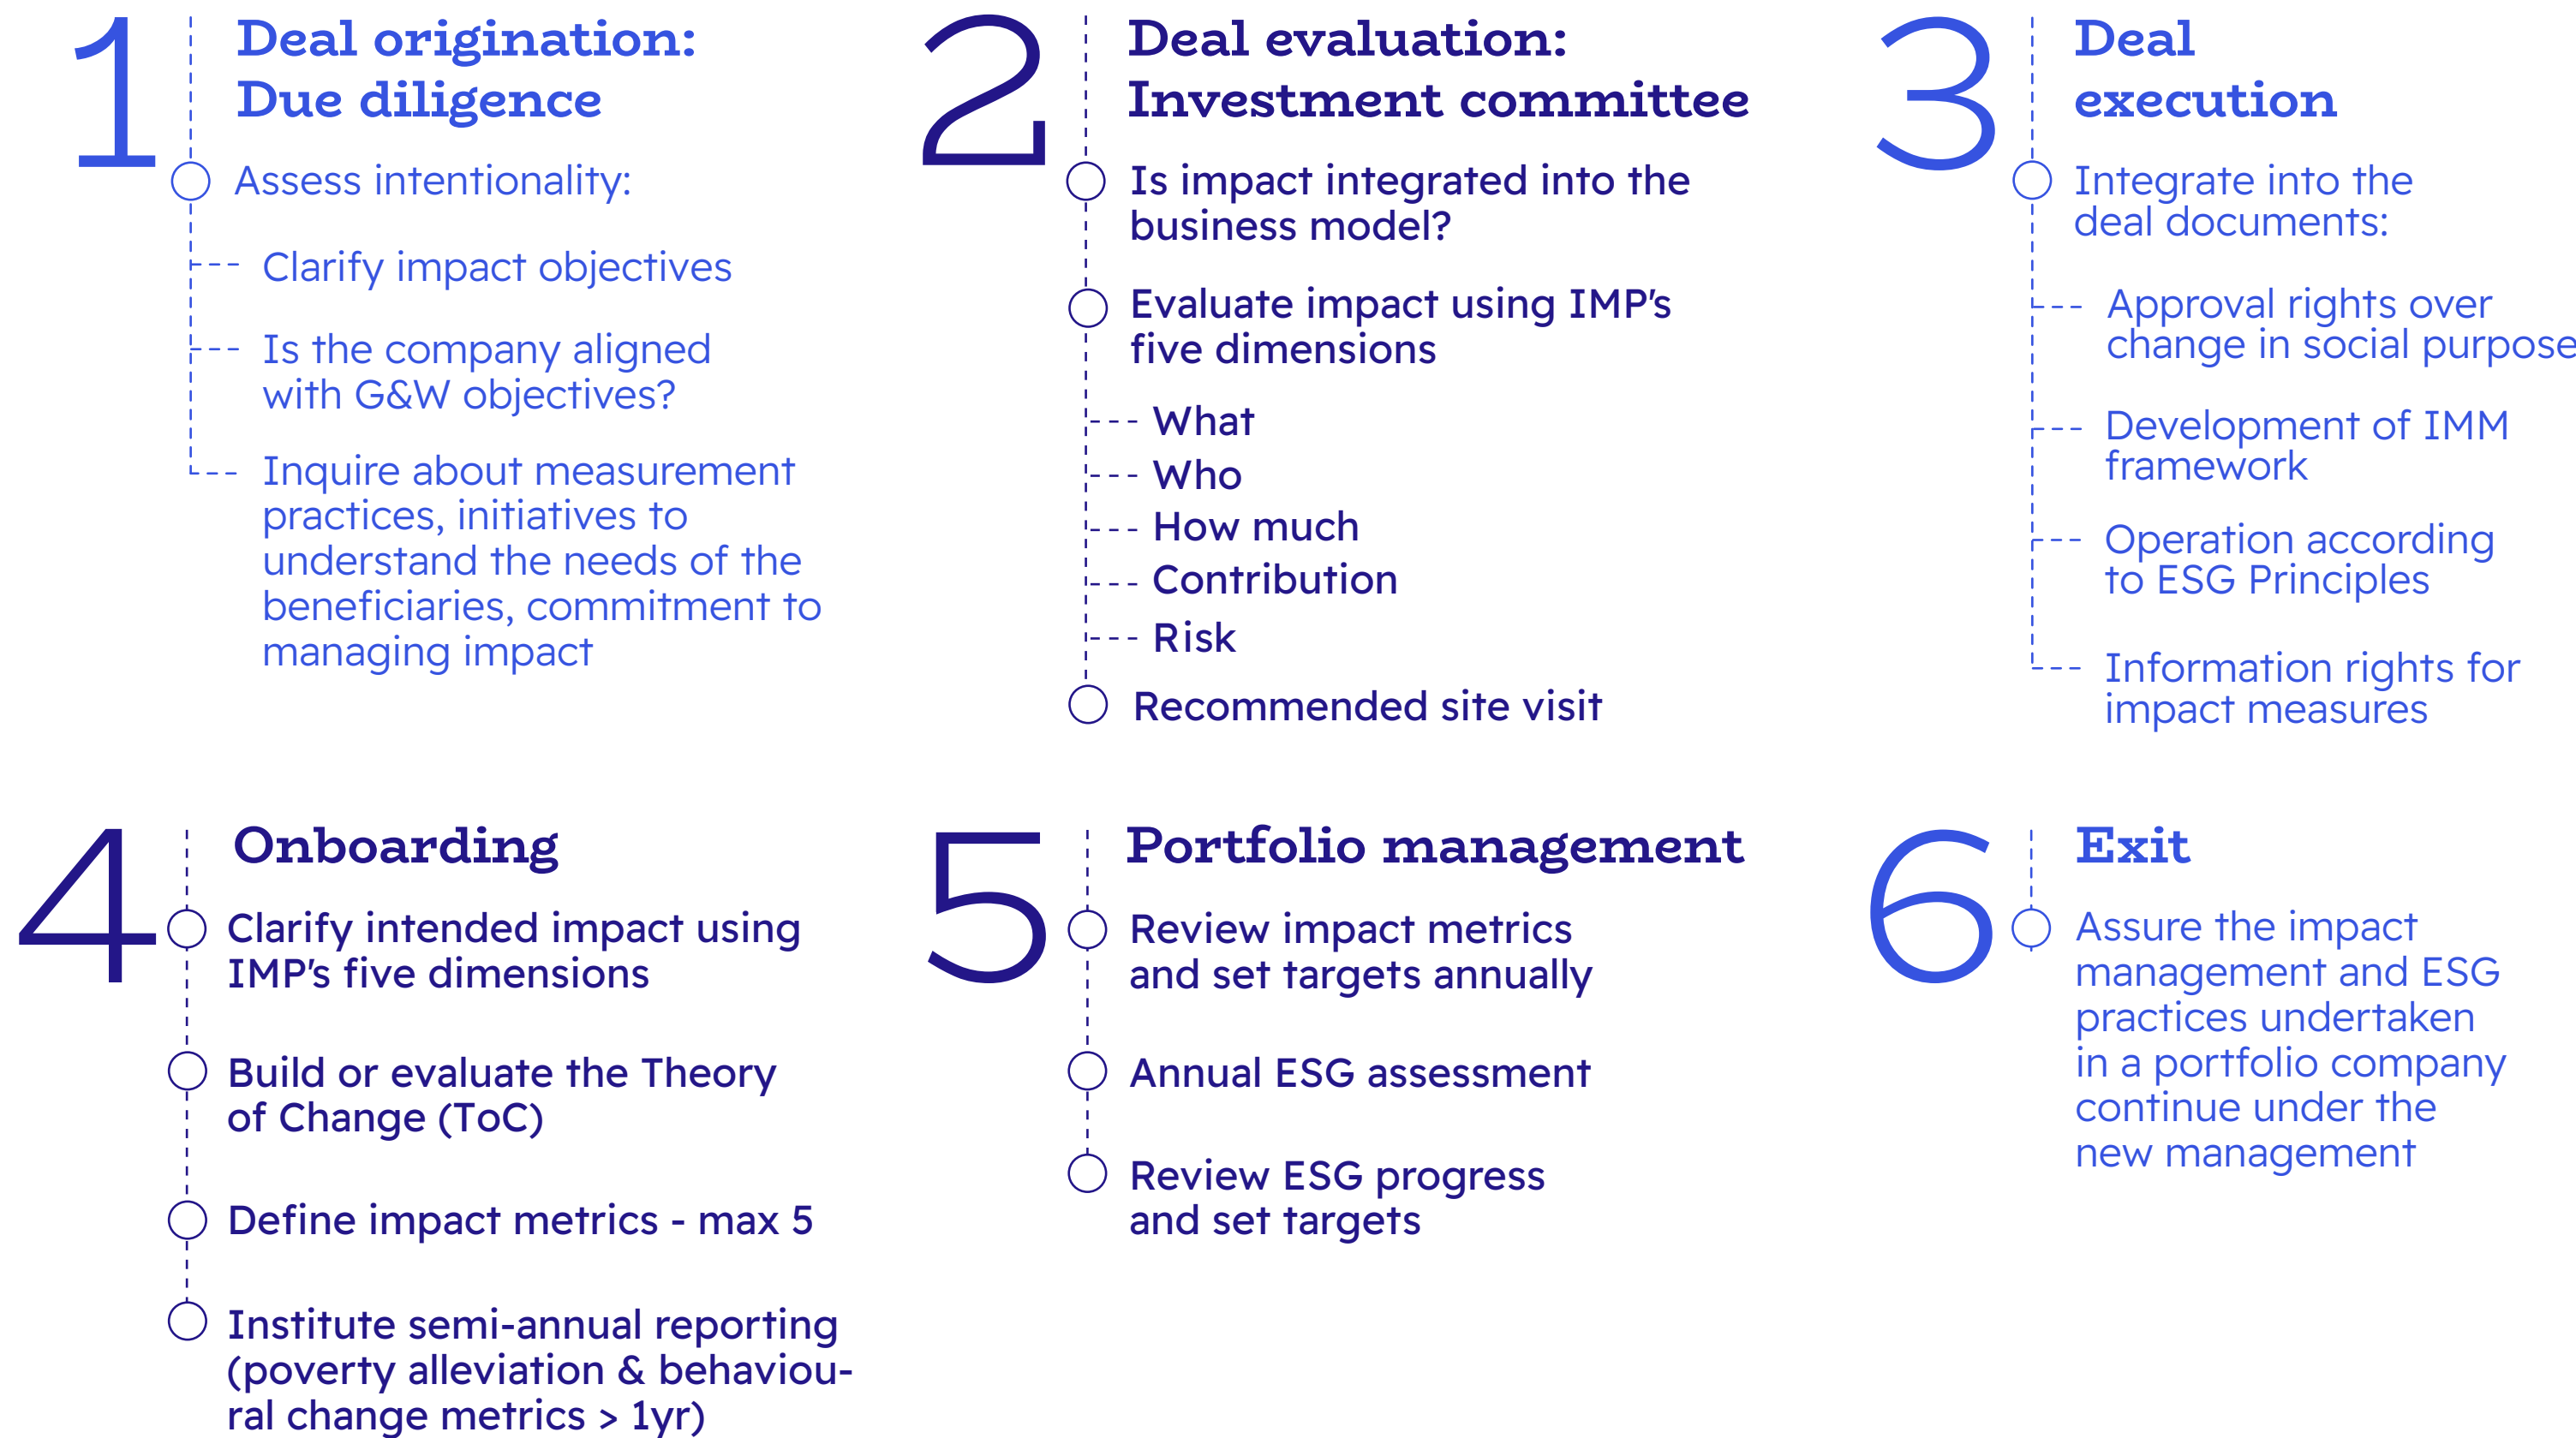 1
Deal origination:
Due diligence
Assess intentionality:
Clarify impact objectives
Is the company aligned
with G&W objectives?
Inquire about measurement
practices, initiatives to
understand the needs of the
beneficiaries, commitment to
managing impact
2
Deal evaluation:
Investment committee
Is impact integrated into the
business model?
Evaluate impact using IMP's
five dimensions
What
Who
How much
Contribution
Risk
Recommended site visit
3
Deal
execution
Integrate into the
deal documents:
Approval rights over
change in social purpose
Development of IMM
framework
Operation according
to ESG Principles
Information rights for
impact measures
4
Onboarding
Clarify intended impact using
IMP's five dimensions
Build or evaluate the Theory
of Change (ToC)
Define impact metrics - max 5
Institute semi-annual reporting
(poverty alleviation & behaviou-
ral change metrics > 1yr)
5
Portfolio management
Review impact metrics
and set targets annually
Annual ESG assessment
Review ESG progress
and set targets
6
Exit
Assure the impact
management and ESG
practices undertaken
in a portfolio company
continue under the
new management